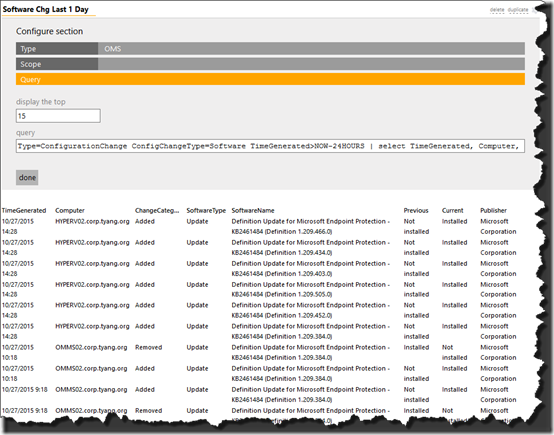 Software Chg Last 1 Day
delete duplicate
Configure section
Type OMS
Scope
Query
display the top
15
query
Type=ConfigurationChange ConfigChangeType=Software TimeGenerated>NOW-24HOURS | select TimeGenerated, Computer,
done
TimeGenerated Computer ChangeCateg... SoftwareType SoftwareName Previous Current Publisher
10/27/2015 HYPERV02.corp.tyang.org Added Update Definition Update for Microsoft Endpoint Protection - Not Installed Microsoft
14:28 KB2461484 (Definition 1.209.466.0) installed Corporation
10/27/2015 HYPERV02.corp.tyang.org Added Update Definition Update for Microsoft Endpoint Protection - Not Installed Microsoft
14:28 KB2461484 (Definition 1.209.434.0) installed Corporation
10/27/2015 HYPERV02.corp.tyang.org Added Update Definition Update for Microsoft Endpoint Protection - Not Installed Microsoft
14:28 KB2461484 (Definition 1.209.403.0) installed Corporation
10/27/2015 HYPERV02.corp.tyang.org Added Update Definition Update for Microsoft Endpoint Protection - Not Installed Microsoft
14:28 KB2461484 (Definition 1.209.505.0) installed Corporation
10/27/2015 HYPERV02.corp.tyang.org Added Update Definition Update for Microsoft Endpoint Protection - Not Installed Microsoft
14:28 KB2461484 (Definition 1.209.452.0) installed Corporation
10/27/2015 HYPERV02.corp.tyang.org Added Update Definition Update for Microsoft Endpoint Protection - Not Installed Microsoft
14:28 KB2461484 (Definition 1.209.384.0) installed Corporation
10/27/2015 OMMS02.corp.tyang.org Removed Update Definition Update for Microsoft Endpoint Protection - Installed Not Microsoft
10:18 KB2461484 (Definition 1.209.384.0) installed Corporation
10/27/2015 OMMS02.corp.tyang.org Added Update Definition Update for Microsoft Endpoint Protection - Not Installed Microsoft
10:18 KB2461484 (Definition 1.209.384.0) installed Corporation
10/27/2015 9:18 OMMS02.corp.tyang.org Added Update Definition Update for Microsoft Endpoint Protection - Not Installed Microsoft
KB2461484 (Definition 1.209.384.0) installed Corporation
10/27/2015 9:18 OMMS02.corp.tyang.org Removed Update Definition Update for Microsoft Endpoint Protection - Installed Not Microsoft
KB2461484 (Definition 1.209.384.0) Corporation